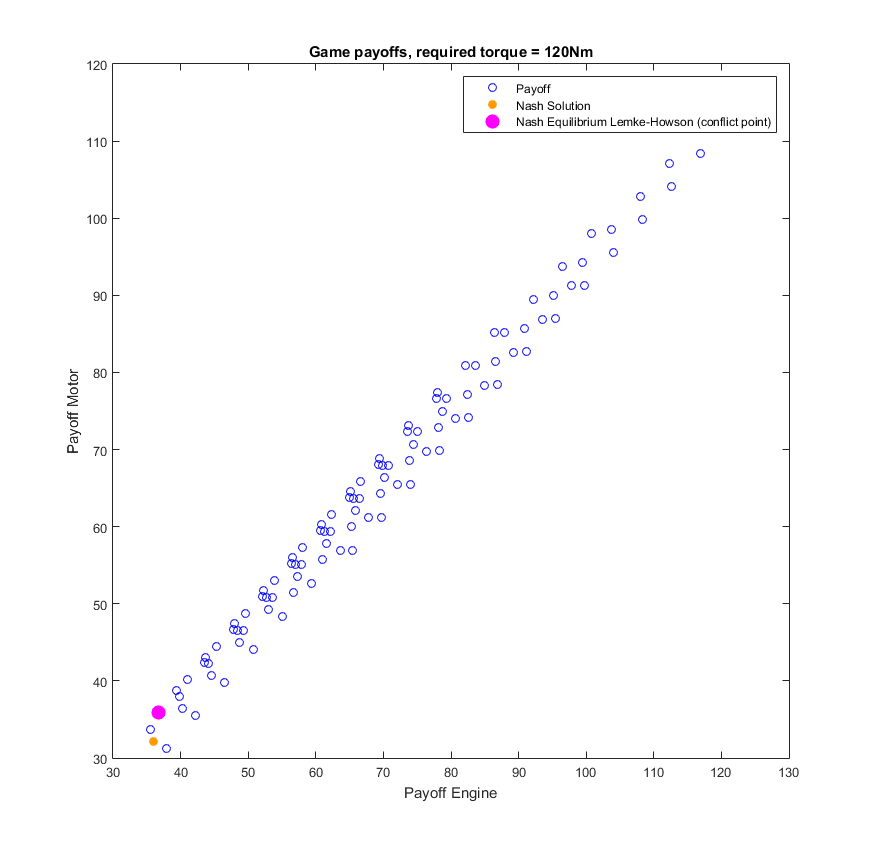 Game payoffs, required torque = 120Nm
Payoff
Nash Solution
Nash Equilibrium Lemke-Howson (conflict point)
Payoff Motor
120
110
100
90
80
70
60
50
40
30
30 40 50 60 70 80 90 100 110 120 130
Payoff Engine